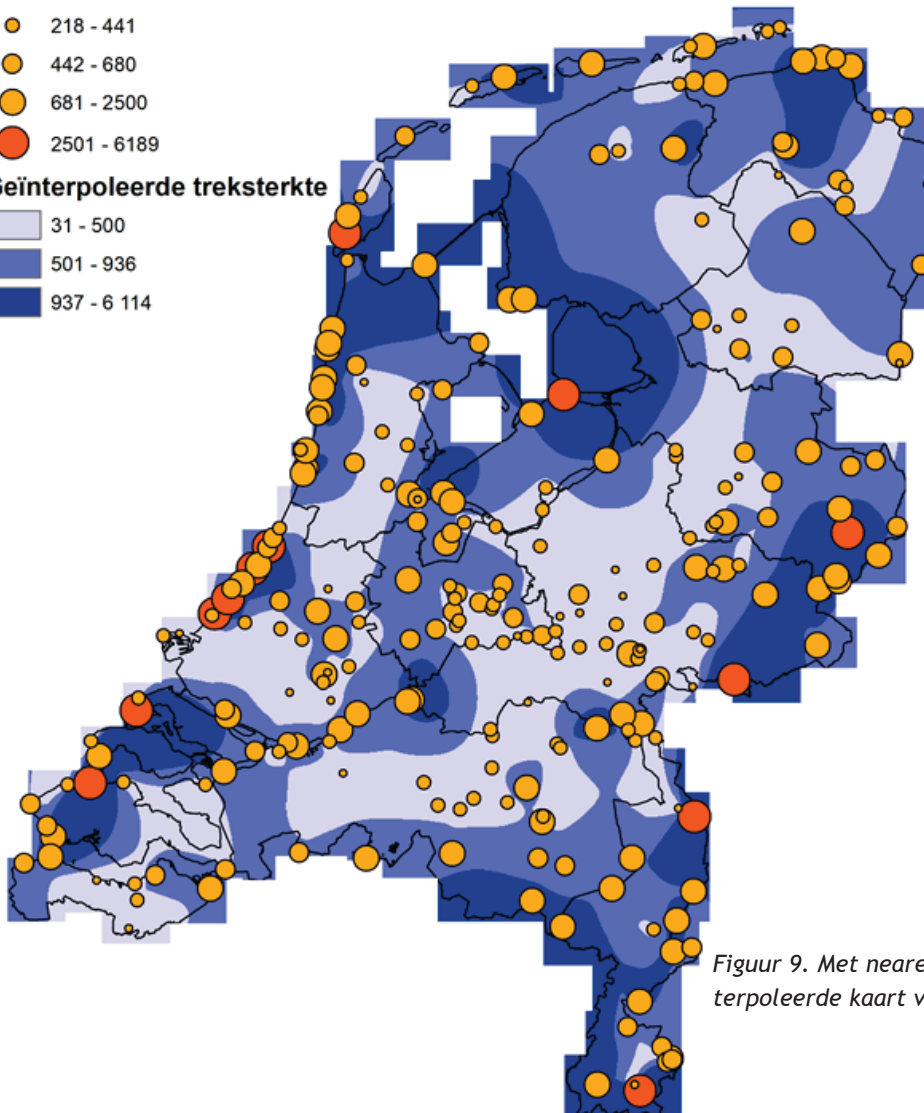 218 - 441
442 - 680
681 - 2500
2501 - 6189
Geïnterpoleerde treksterkte
31 - 500
501 - 936
937 - 6 114
Figuur 9. Met neare
terpoleerde kaart v